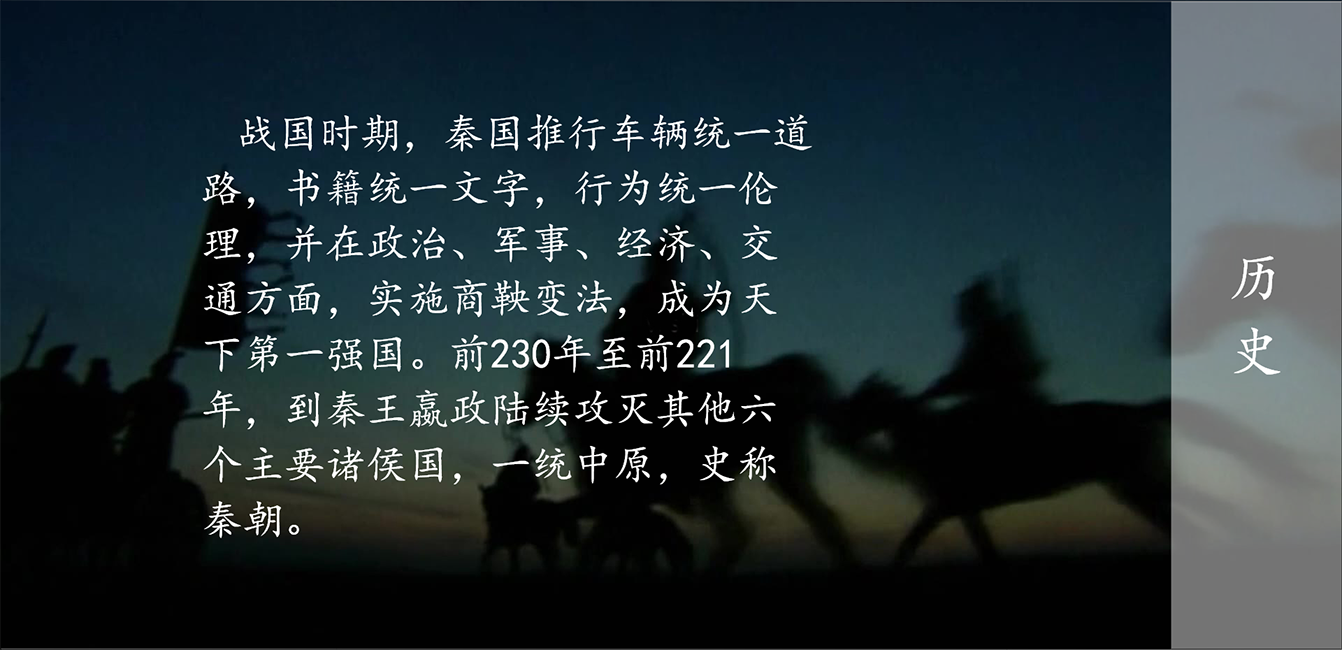 战国时期，秦国推行车辆统一道
路，书籍统一文字，行为统一伦
理，并在政治、军事、经济、交
通方面，实施商鞅变法，成为天
下第一强国。前230年至前221
年，到秦王嬴政陆续攻灭其他六
个主要诸侯国，一统中原，史称
秦朝。
历
史